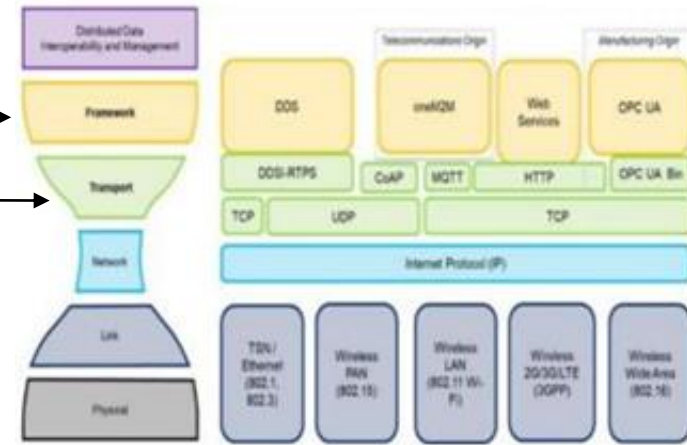 Distributed Data
Interoperability and Management
Framework
Transport
Network
Link
Physical
Telecommunications Origin
Manufacturing Origin
DDS
oneM2M
Web
Services
OPC UA
DDSI-RTPS
CoAP
MQTT
HTTP
OPC UA Bin
TCP
UDP
TCP
Internet Protocol (IP)
TSN /
Ethernet
(802.1,
802.3)
Wireless
PAN
(802.15)
Wireless
LAN
(802.11 Wi-
Fi)
Wireless
2G/3G/LTE
(3GPP)
Wireless
Wide Area
(802.16)